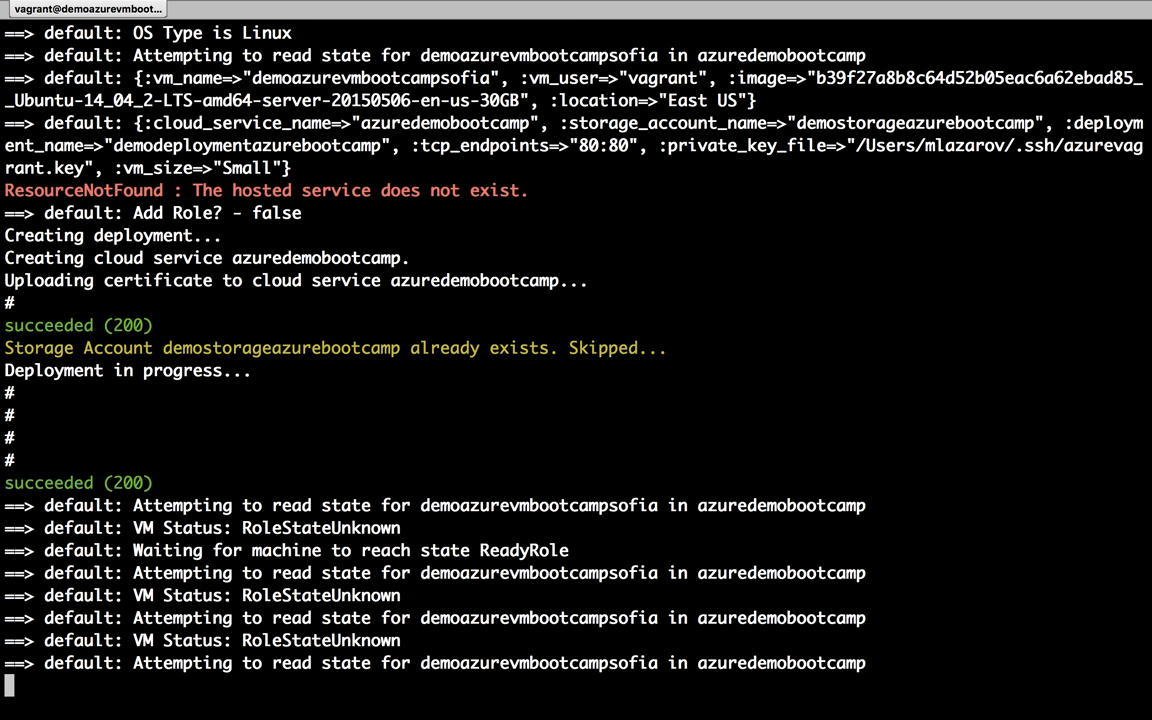 vagrant@demoazurevmboot...
==> default: OS Type is Linux
==> default: Attempting to read state for demoazurevmbootcampsofia in azuredemobootcamp
==> default: {:vm_name=>"demoazurevmbootcampsofia", :vm_user=>"vagrant", :image=>"b39f27a8b8c64d52b05eac6a62ebad85_
_Ubuntu-14_04_2-LTS-amd64-server-20150506-en-us-30GB", :location=>"East US"}
==> default: {:cloud_service_name=>"azuredemobootcamp", :storage_account_name=>"demostorageazurebootcamp", :deploym
ent_name=>"demodeploymentazurebootcamp", :tcp_endpoints=>"80:80", :private_key_file=>"/Users/mlazarov/.ssh/azurevag
rant.key", :vm_size=>"Small"}
ResourceNotFound : The hosted service does not exist.
==> default: Add Role? - false
Creating deployment...
Creating cloud service azuredemobootcamp.
Uploading certificate to cloud service azuredemobootcamp...
#
succeeded (200)
Storage Account demostorageazurebootcamp already exists. Skipped...
Deployment in progress...
#
#
#
#
succeeded (200)
==> default: Attempting to read state for demoazurevmbootcampsofia in azuredemobootcamp
==> default: VM Status: RoleStateUnknown
==> default: Waiting for machine to reach state ReadyRole
==> default: Attempting to read state for demoazurevmbootcampsofia in azuredemobootcamp
==> default: VM Status: RoleStateUnknown
==> default: Attempting to read state for demoazurevmbootcampsofia in azuredemobootcamp
==> default: VM Status: RoleStateUnknown
==> default: Attempting to read state for demoazurevmbootcampsofia in azuredemobootcamp